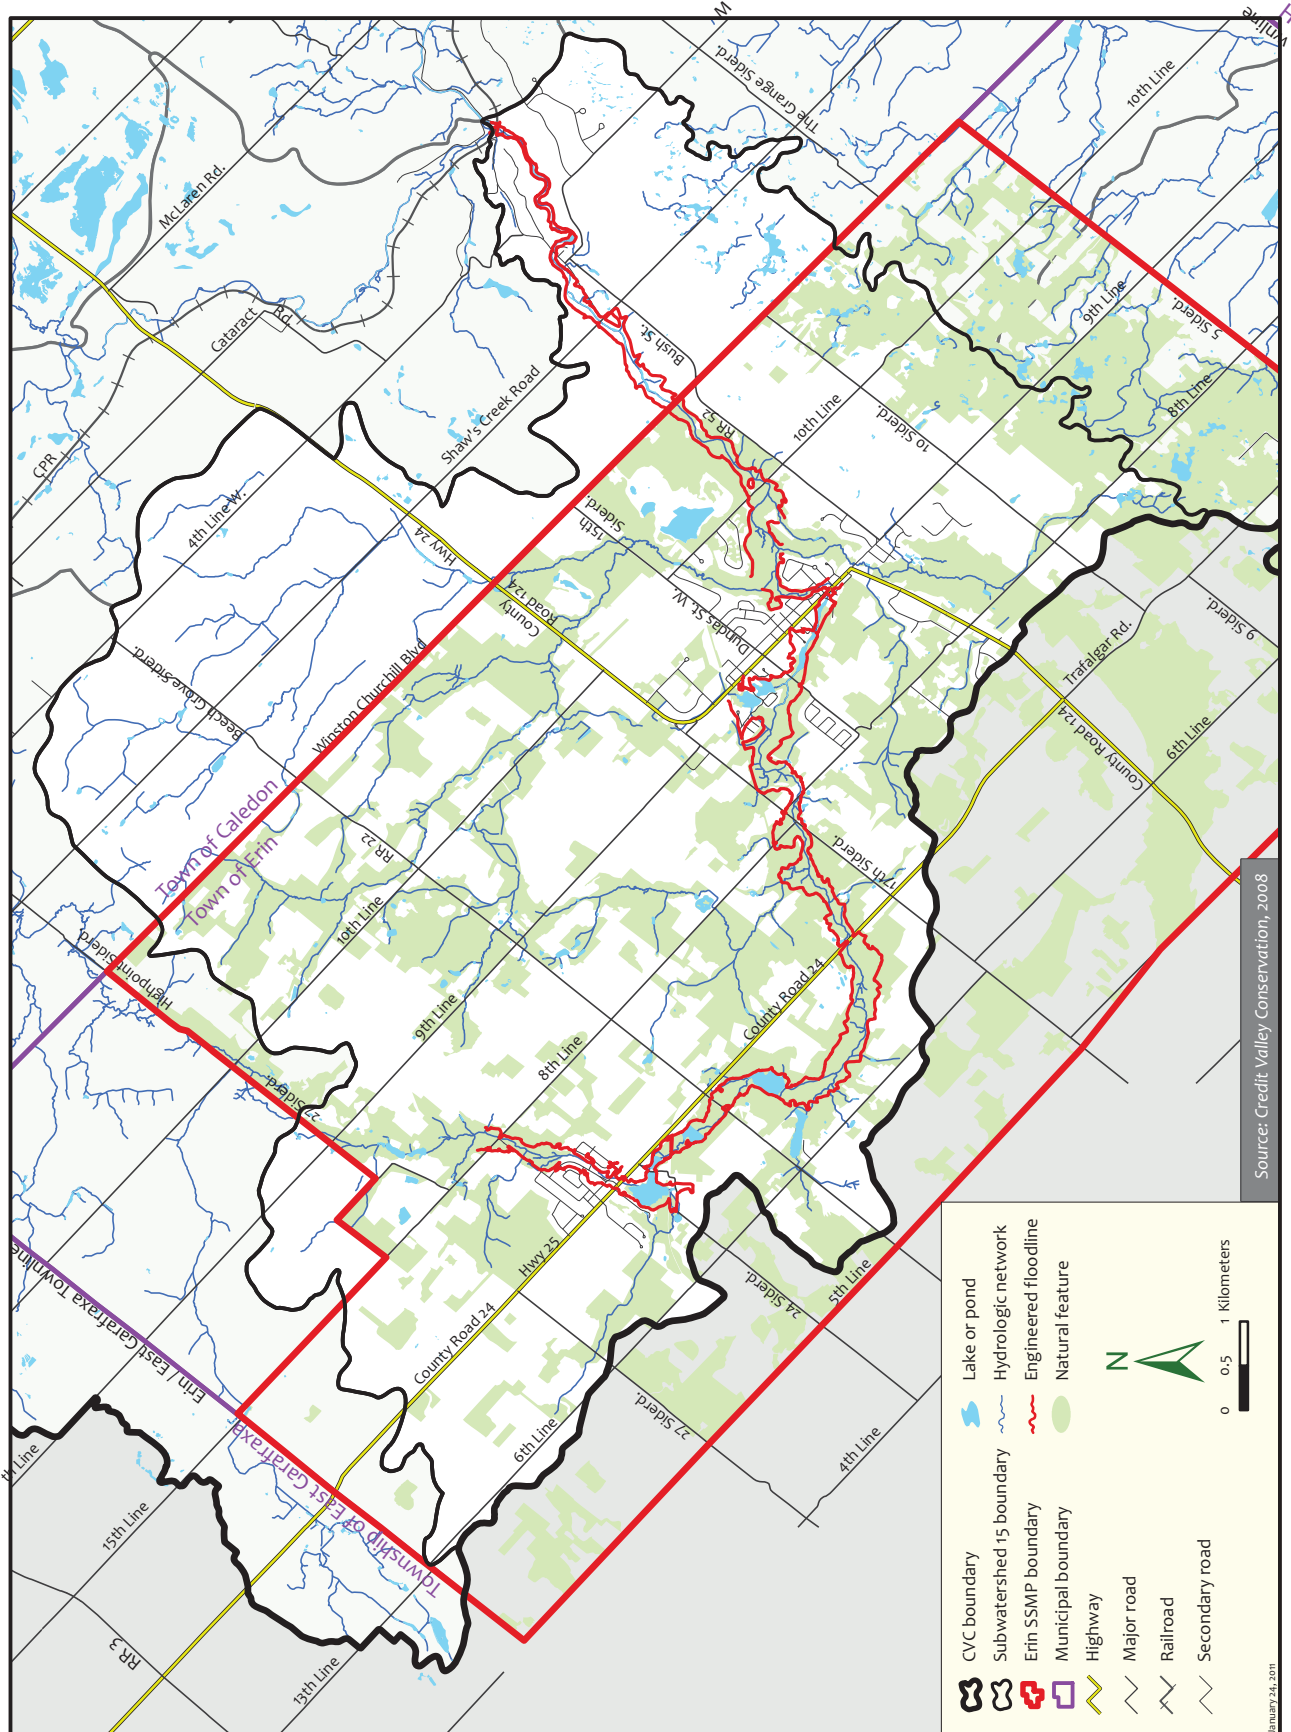 McLaren Rd.
The Grange Siderd.
10th Line
Cataract
Rd.
CPR
Shaw's Creek Road
Bush St.
9th Line
5 Siderd.
8th Line
RR 52
10th Line
10 Siderd.
4th Line W.
Hwy 24
15th
Siderd.
County
Road 124
Dundas St. W.
Beech Grove Siderd.
Winston Churchill Blvd
Trafalgar Rd.
9 Siderd.
6th Line
County Road 124
Town of Caledon
Town of Erin
RR 22
17th Siderd.
10th Line
Highpoint Siderd.
9th Line
8th Line
County Road 24
27 Siderd.
Hwy 25
County Road 24
24 Siderd.
5th Line
Erin / East Garafraxa Townline
Township of East Garafraxa
6th Line
22 Siderd.
4th Line
th Line
15th Line
RR 3
13th Line
Source: Credit Valley Conservation, 2008
CVC boundary
Subwatershed 15 boundary
Erin SSMP boundary
Municipal boundary
Highway
Major road
Railroad
Secondary road
Lake or pond
Hydrologic network
Engineered floodline
Natural feature
N
0 0.5 1 Kilometers
January 24, 2011